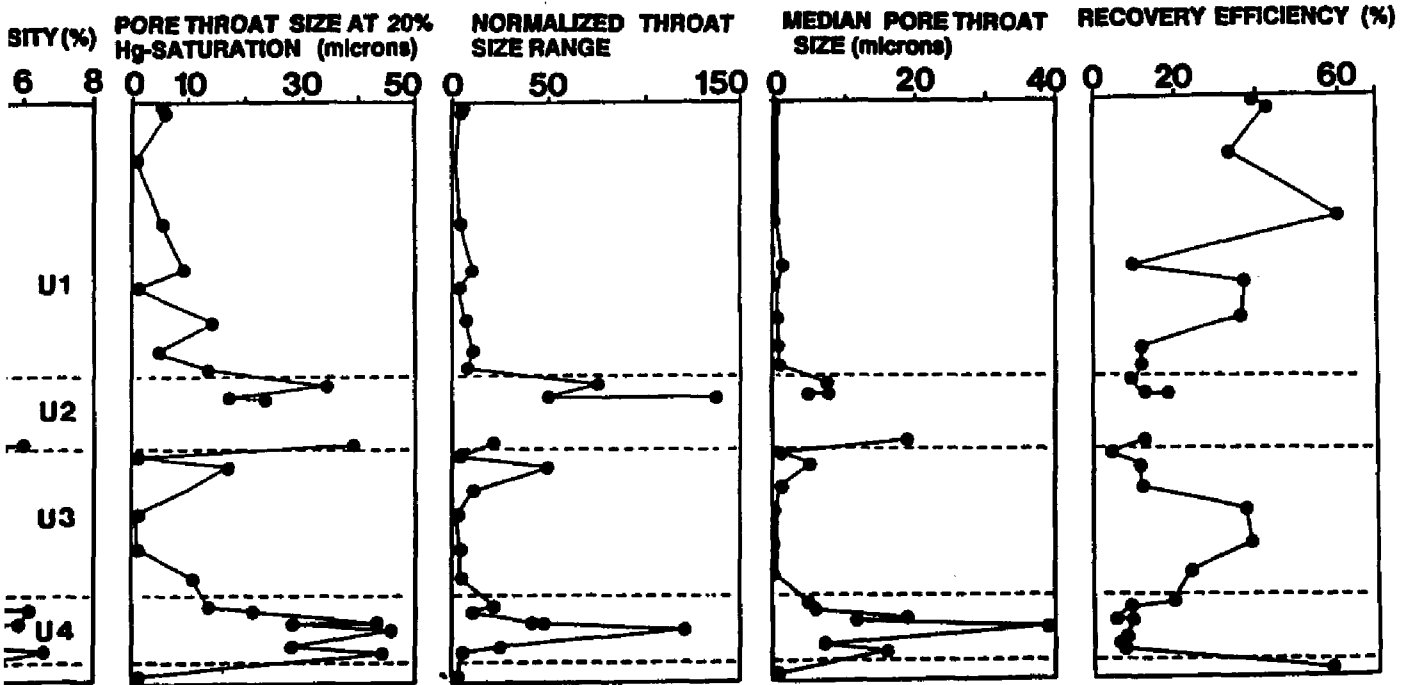 SITY (%)
6 8
PORE THROAT SIZE AT 20%
Hg-SATURATION (microns)
0 10 30 50
NORMALIZED THROAT
SIZE RANGE
0 50 150
MEDIAN PORE THROAT
SIZE (microns)
0 20 40
RECOVERY EFFICIENCY (%)
0 20 60
U1
U2
U3
U4